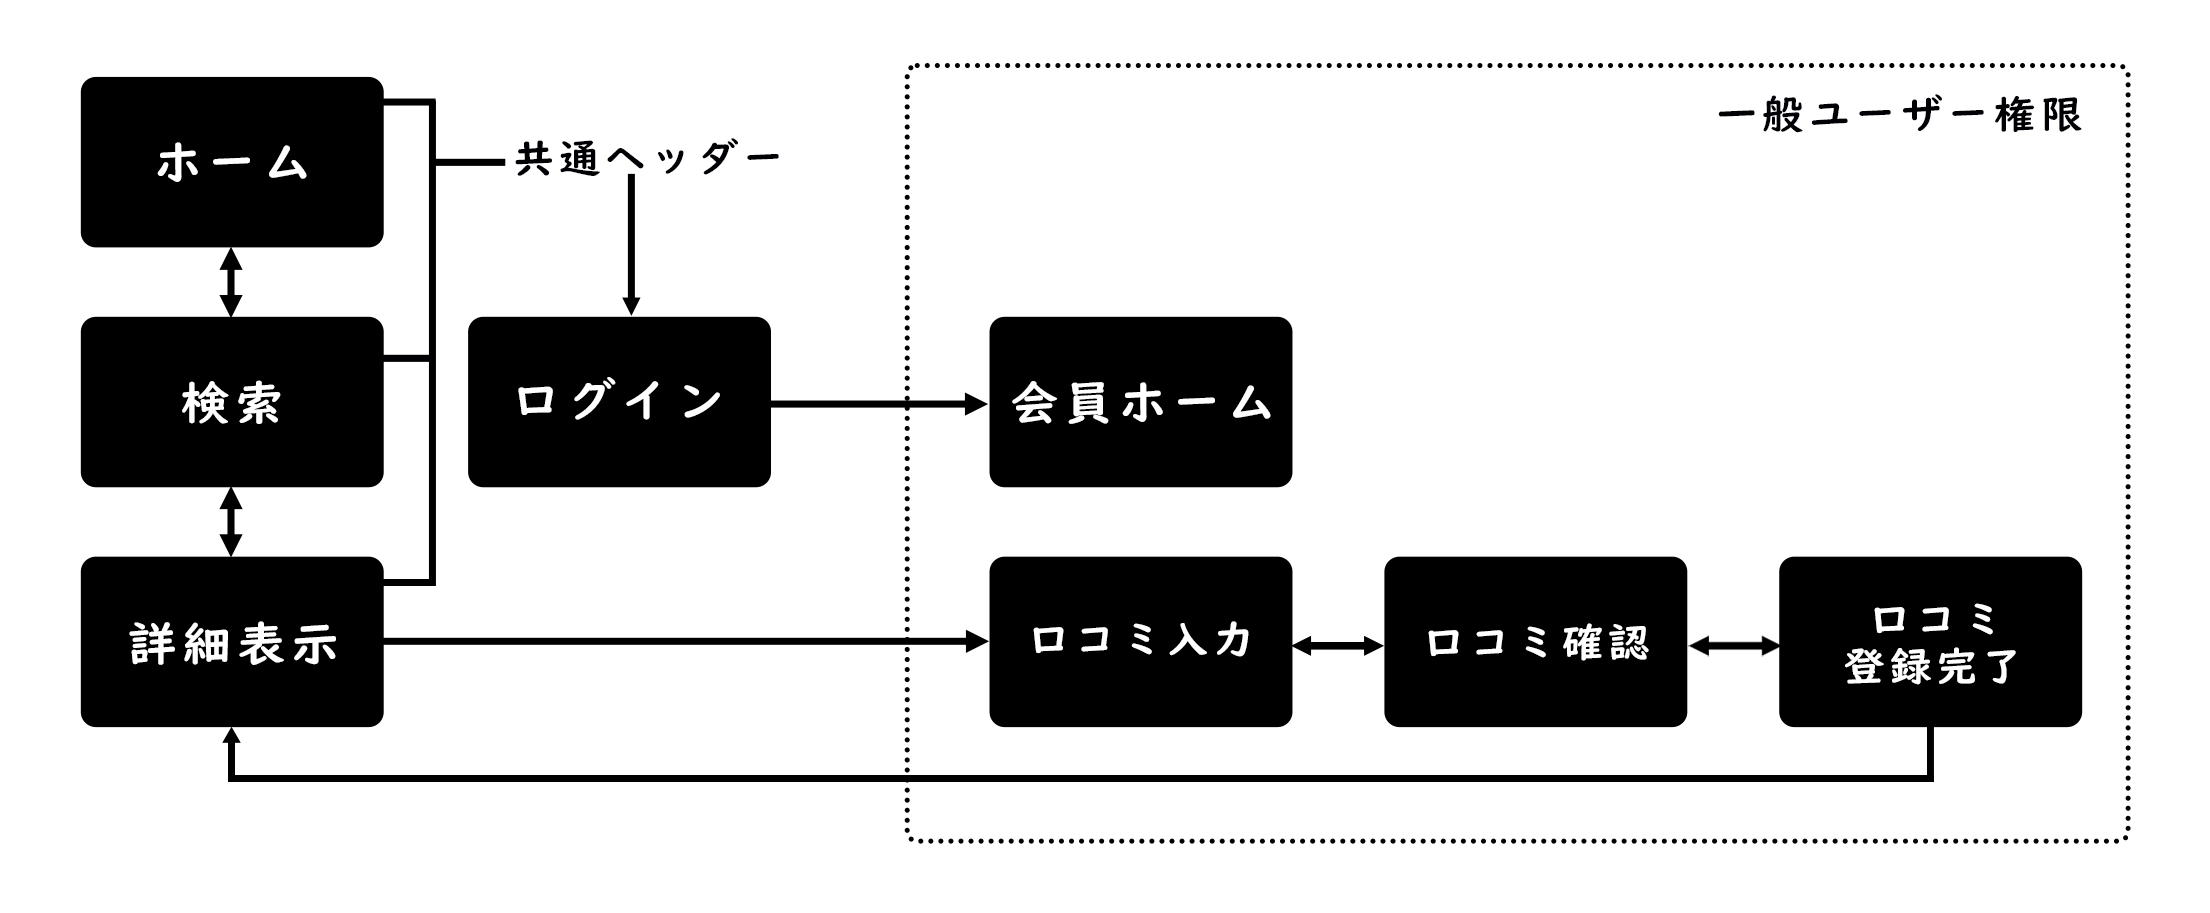 一般ユーザー権限
ホーム
共通ヘッダー
検索
ログイン
会員ホーム
詳細表示
口コミ入力
口コミ確認
口コミ
登録完了